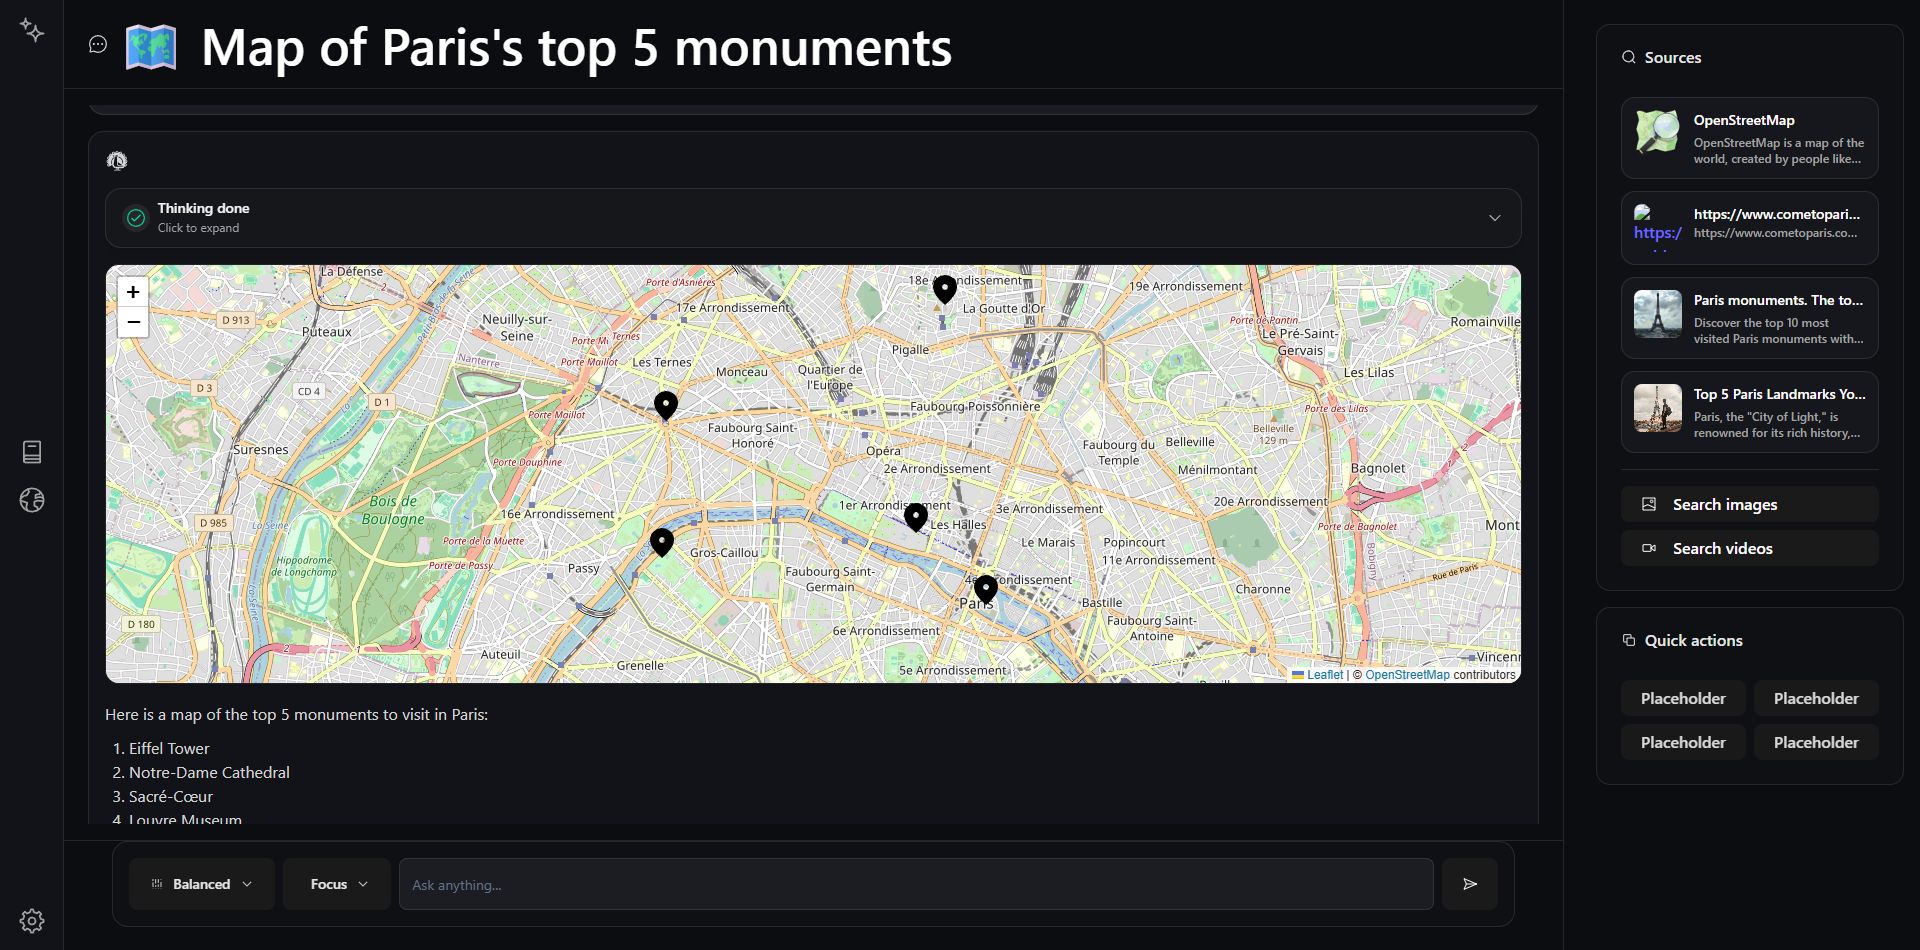 Map of Paris's top 5 monuments
Thinking done
Click to expand
+
−
La Défense
D 913
Puteaux
Neuilly-sur-
Seine
Porte d'Asnières
17e Arrondissement
Ternes
Porte Maillot
Les Ternes
Monceau
Nanterre
D 3
CD 4
D 1
Porte Maillot
Suresnes
Porte Dauphine
Bois de
Boulogne
La Seine
D 985
16e Arrondissement
Hippodrome
de Longchamp
Porte de la Muette
Porte de Passy
Passy
D 180
2
1
Auteuil
Grenelle
18e
La Goutte d'Or
Pigalle
Quartier de
l'Europe
Faubourg-Poissonnière
Faubourg Saint-
Honoré
Opéra
2e Arrondissement
1er Arrondissement
Les Halles
3e Arrondissement
Gros-Caillou
Faubourg Saint-
Germain
Le Marais
Popincourt
11e Arrondissement
4e
Paris
Bastille
6e Arrondissement
Faubourg Saint-
Antoine
5e Arrondissement
19e Arrondissement
Porte de Pantin
Le Pré-Saint-
Gervais
Romainville
Les Lilas
Porte des Lilas
Belleville
129 m
Faubourg du
Temple
Belleville
Ménilmontant
Bagnolet
20e Arrondissement
Porte de Bagnolet
Mont
Bobigny
Rue de Paris
Charonne
Vincenn
Leaflet | © OpenStreetMap contributors
Here is a map of the top 5 monuments to visit in Paris:
1. Eiffel Tower
2. Notre-Dame Cathedral
3. Sacré-Cœur
4. Louvre Museum
Balanced
Focus
Ask anything...
Sources
OpenStreetMap
OpenStreetMap is a map of the
world, created by people like...
https:/
https://www.cometopari...
https://www.cometoparis.co...
Paris monuments. The to...
Discover the top 10 most
visited Paris monuments with...
Top 5 Paris Landmarks Yo...
Paris, the "City of Light," is
renowned for its rich history,...
Search images
Search videos
Quick actions
Placeholder
Placeholder
Placeholder
Placeholder